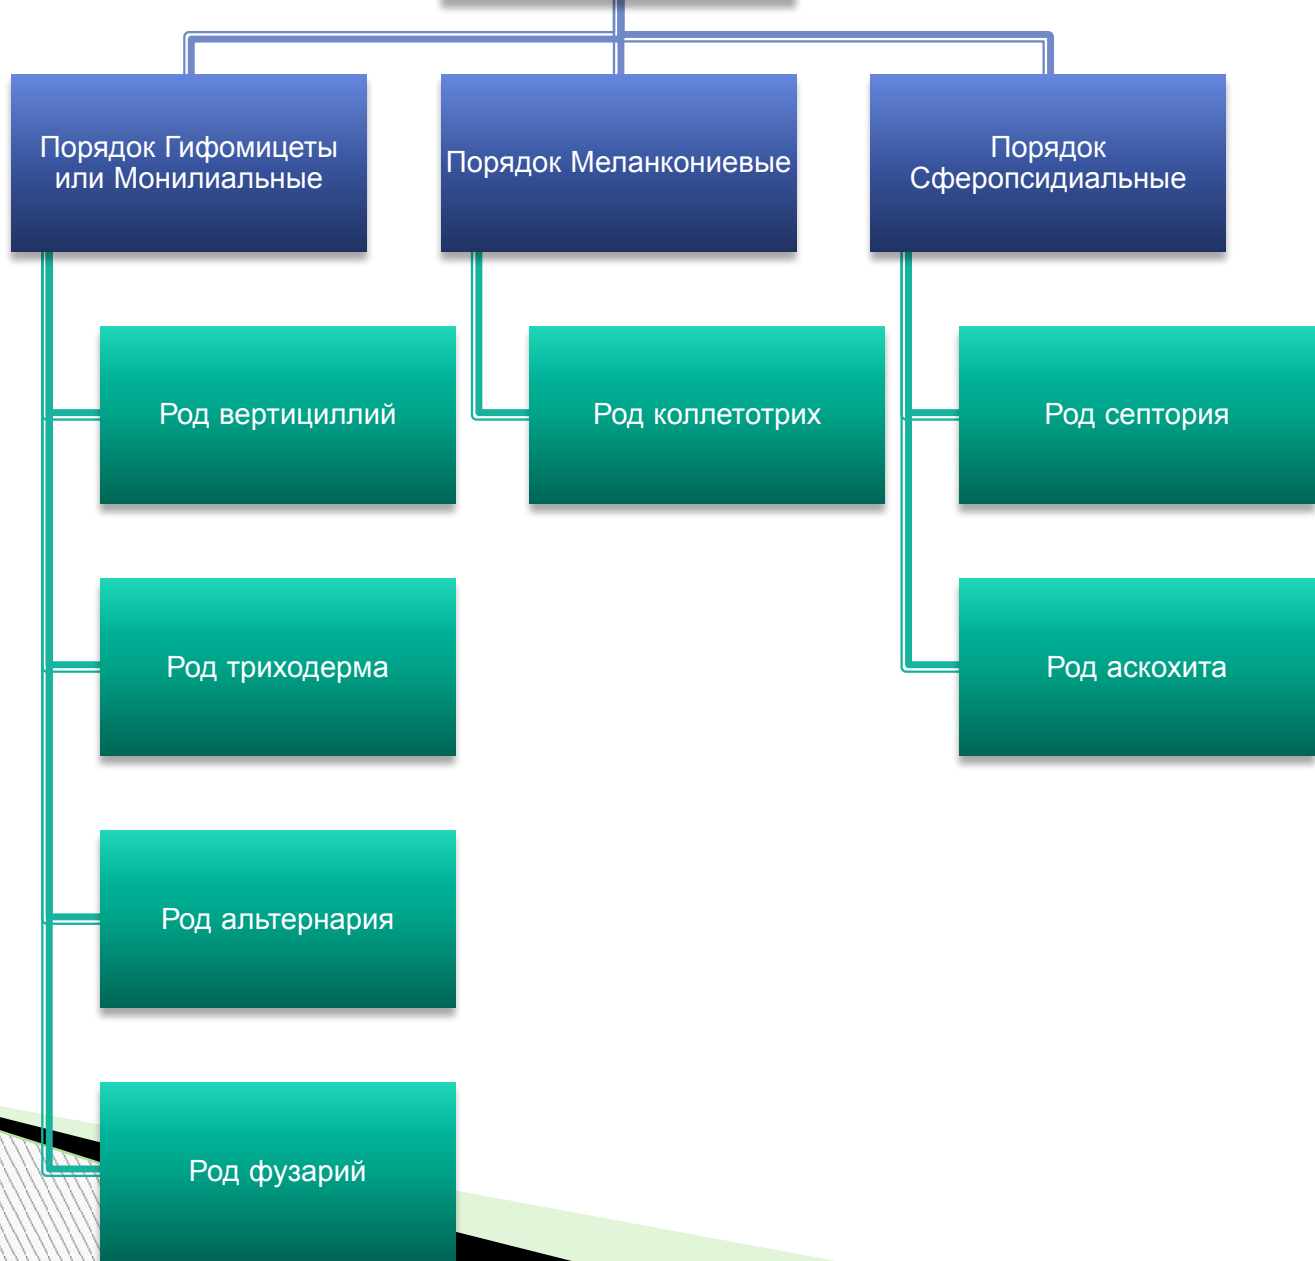 Порядок Гифомицеты
или Монилиальные
Порядок Меланкониевые
Порядок
Сферопсидиальные
Род вертициллий
Род коллетотрих
Род септория
Род триходерма
Род аскохита
Род альтернария
Род фузарий